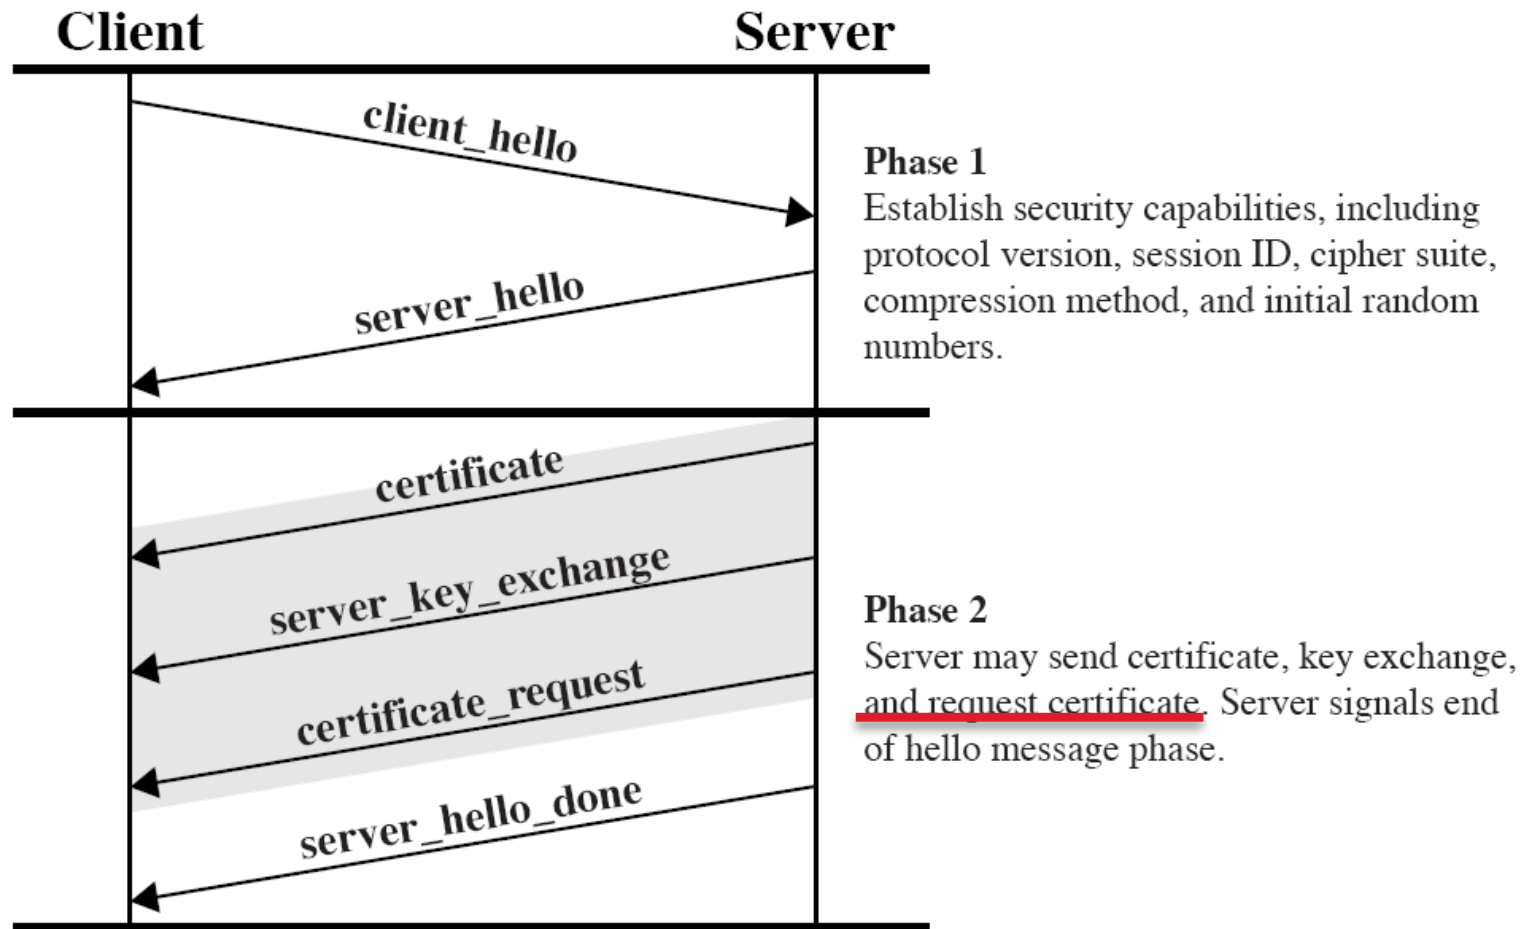 Client
Server
client_hello
Phase 1
Establish security capabilities, including
protocol version, session ID, cipher suite,
compression method, and initial random
numbers.
server_hello
certificate
server_key_exchange
certificate_request
server_hello_done
Phase 2
Server may send certificate, key exchange,
and request certificate. Server signals end
of hello message phase.